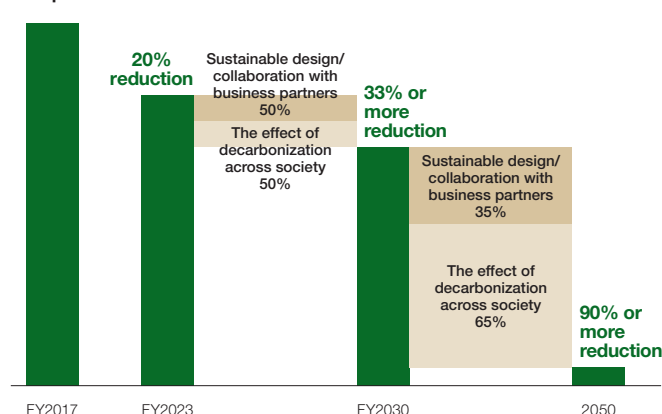 20%
reduction
Sustainable design/
collaboration with
business partners
50%
The effect of
decarbonization
across society
50%
33% or
more
reduction
Sustainable design/
collaboration with
business partners
35%
The effect of
decarbonization
across society
65%
90% or
more
reduction
FY2017
FY2023
FY2030
2050